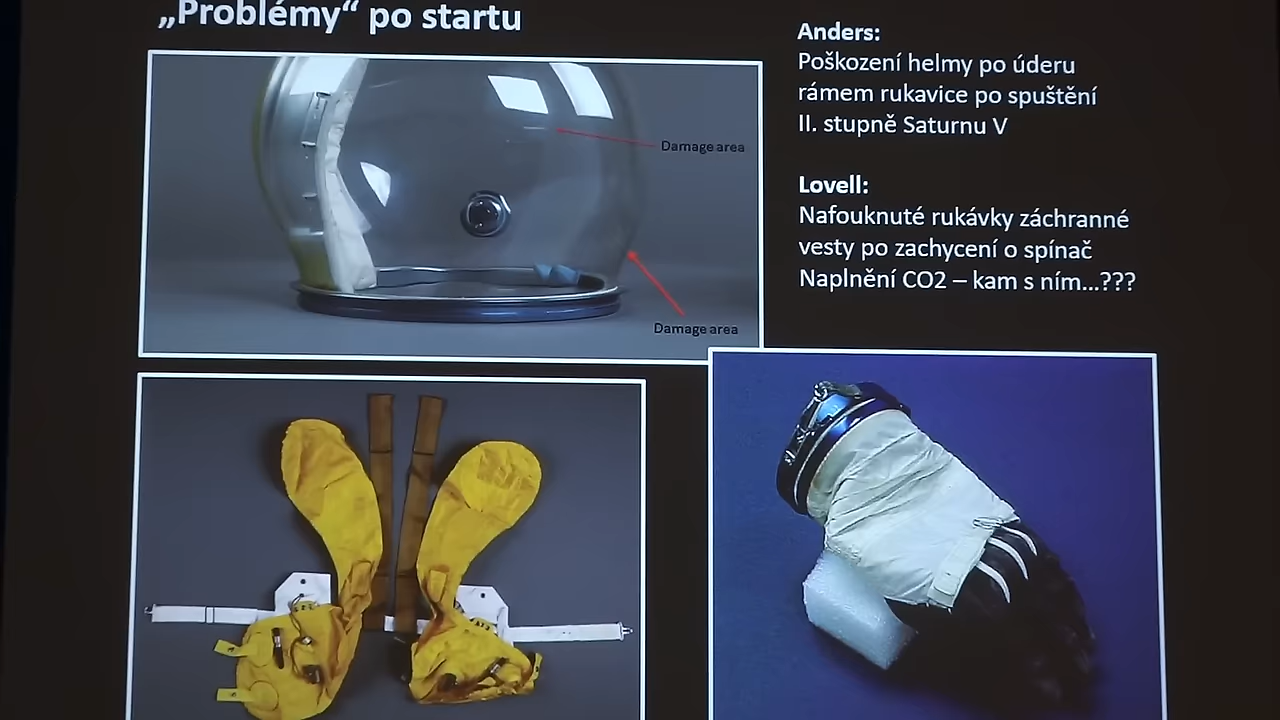 „Problémy“ po startu
Anders:
Poškození helmy po úderu
rámem rukavice po spuštění
II. stupně Saturnu V
Lovell:
Nafouknuté rukávky záchranné
vesty po zachycení o spínač
Naplnění CO2 – kam s ním...???
Damage area
Damage area